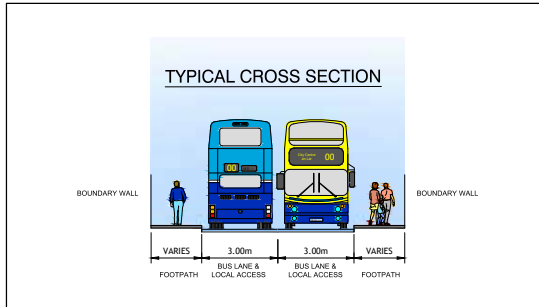 TYPICAL CROSS SECTION
00
00
BOUNDARY WALL
BOUNDARY WALL
VARIES
3.00m
3.00m
VARIES
FOOTPATH
BUS LANE &
LOCAL ACCESS
BUS LANE &
LOCAL ACCESS
FOOTPATH